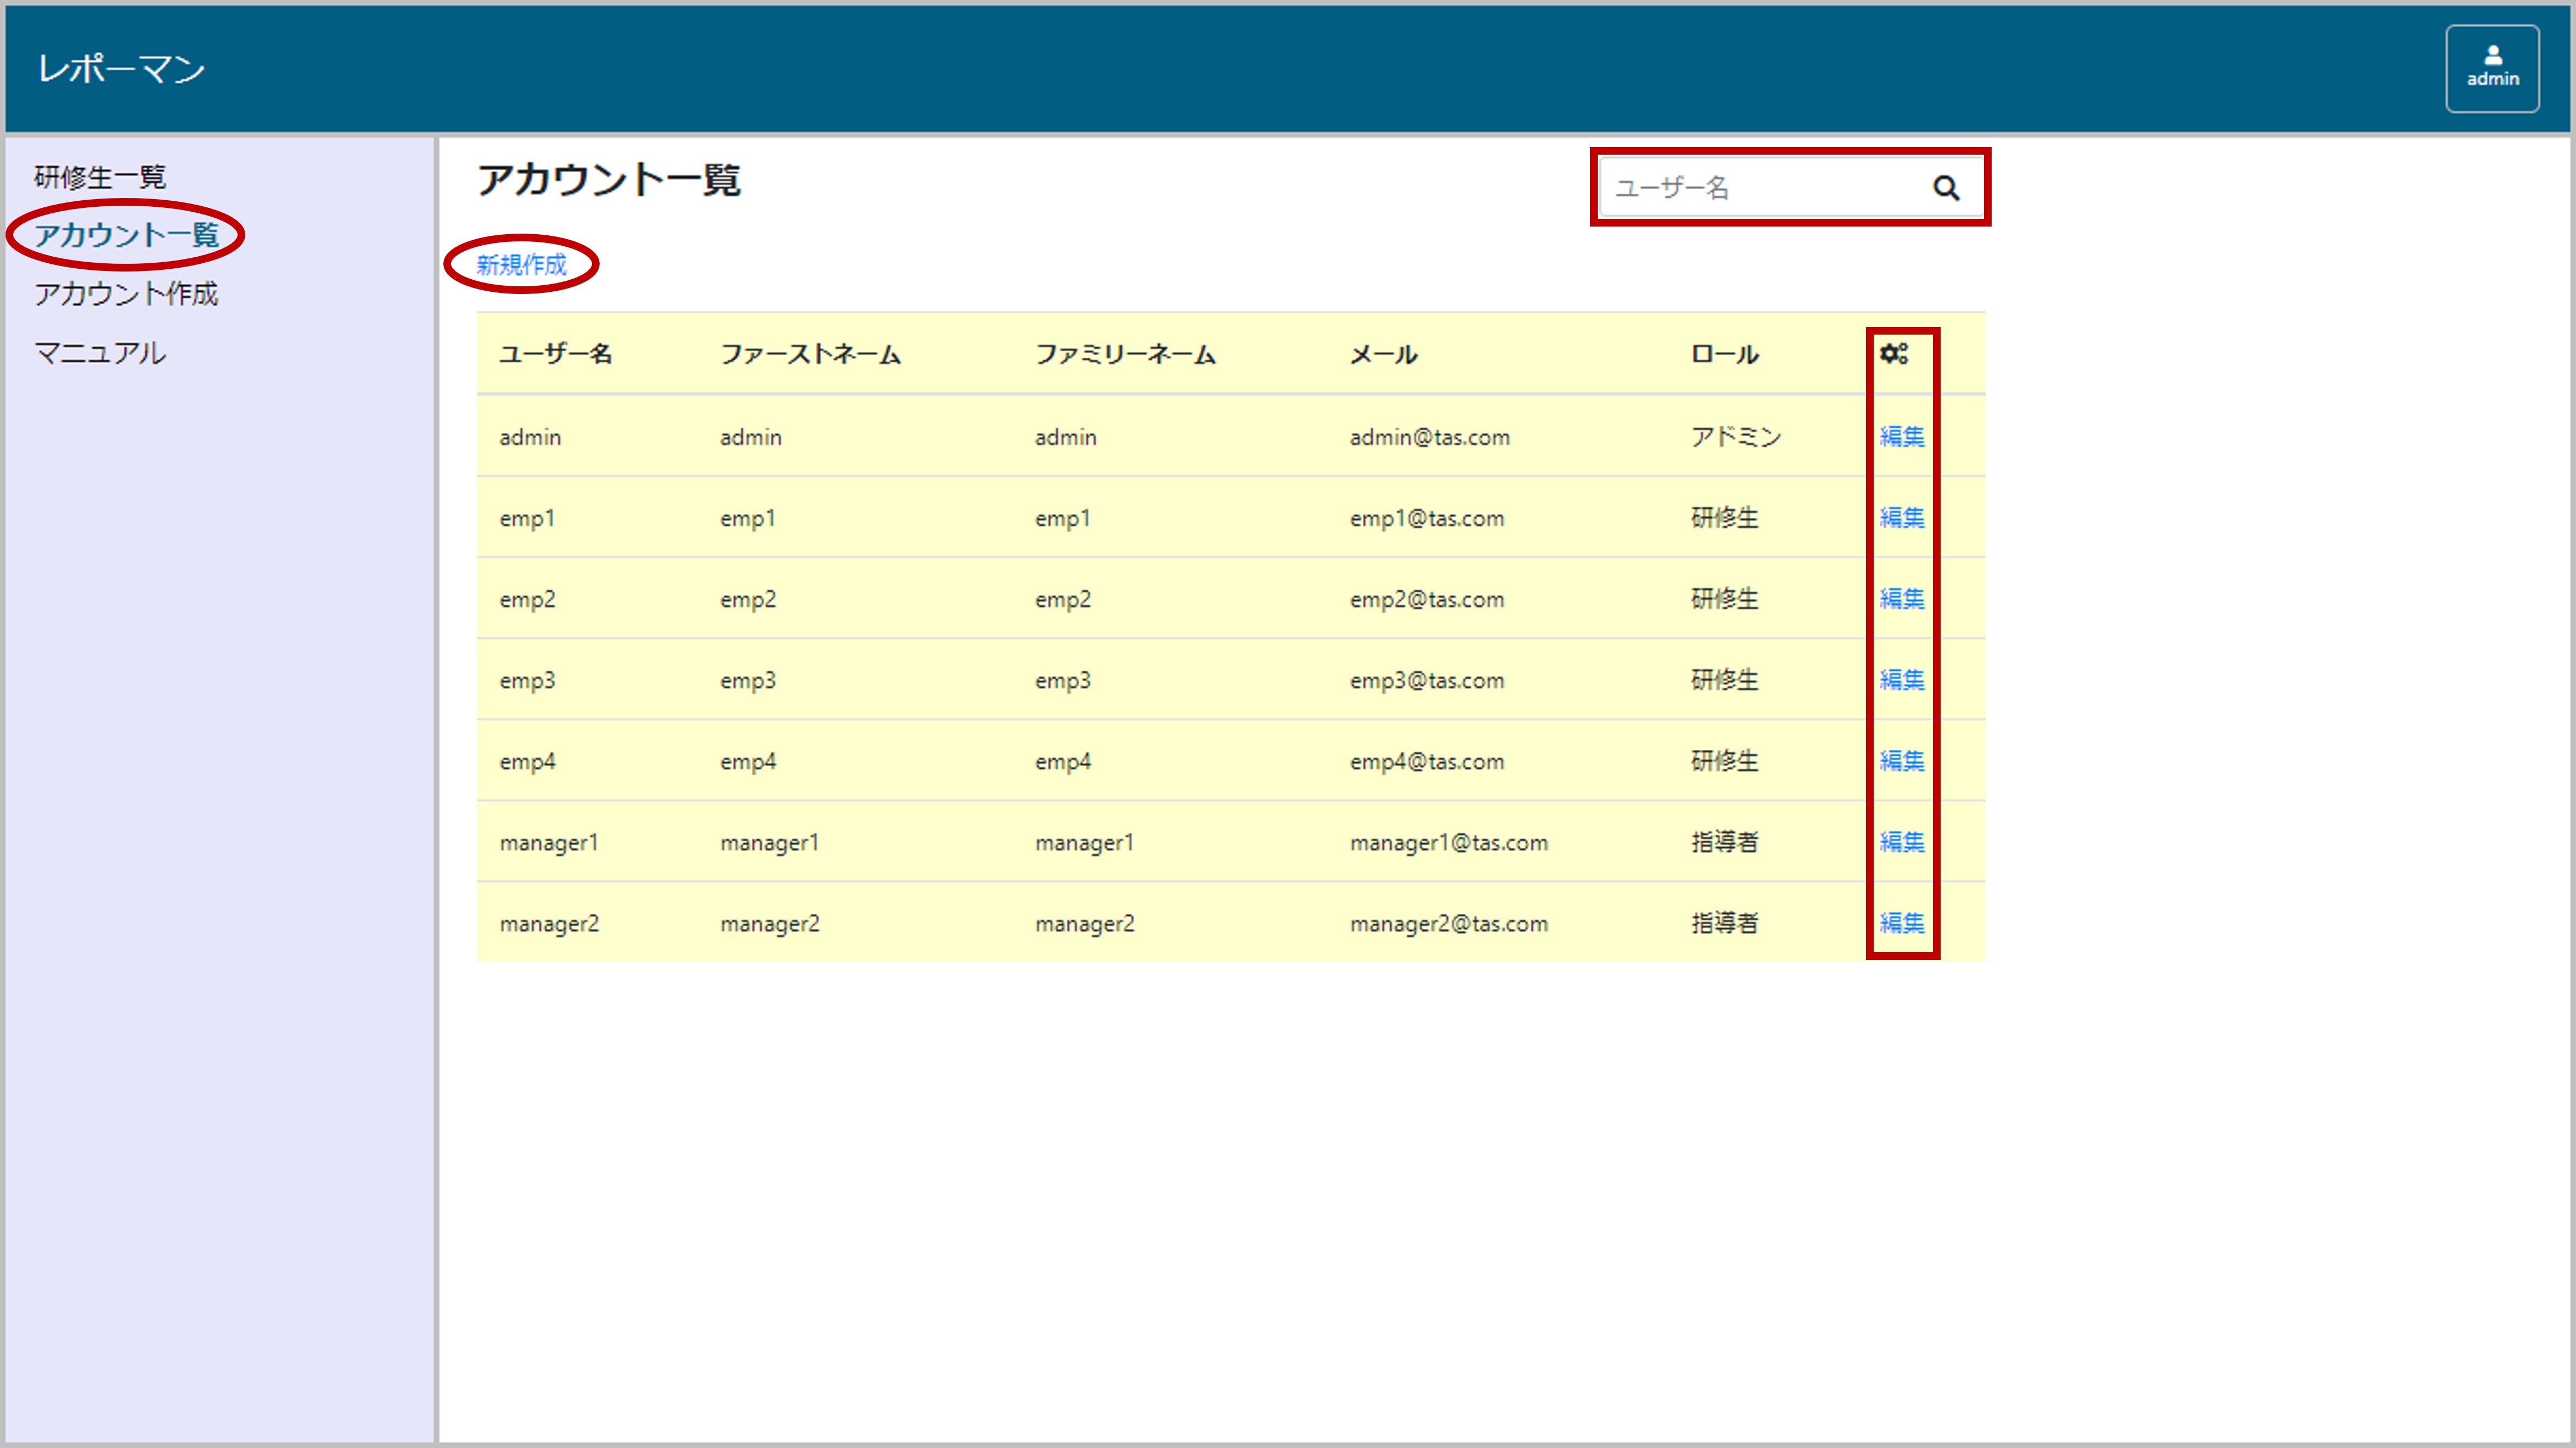 レポーマン
admin
研修生一覧
アカウント一覧
アカウント作成
マニュアル
アカウント一覧
ユーザー名
新規作成
ユーザー名 ファーストネーム ファミリーネーム メール ロール
admin admin admin admin@tas.com アドミン 編集
emp1 emp1 emp1 emp1@tas.com 研修生 編集
emp2 emp2 emp2 emp2@tas.com 研修生 編集
emp3 emp3 emp3 emp3@tas.com 研修生 編集
emp4 emp4 emp4 emp4@tas.com 研修生 編集
manager1 manager1 manager1 manager1@tas.com 指導者 編集
manager2 manager2 manager2 manager2@tas.com 指導者 編集